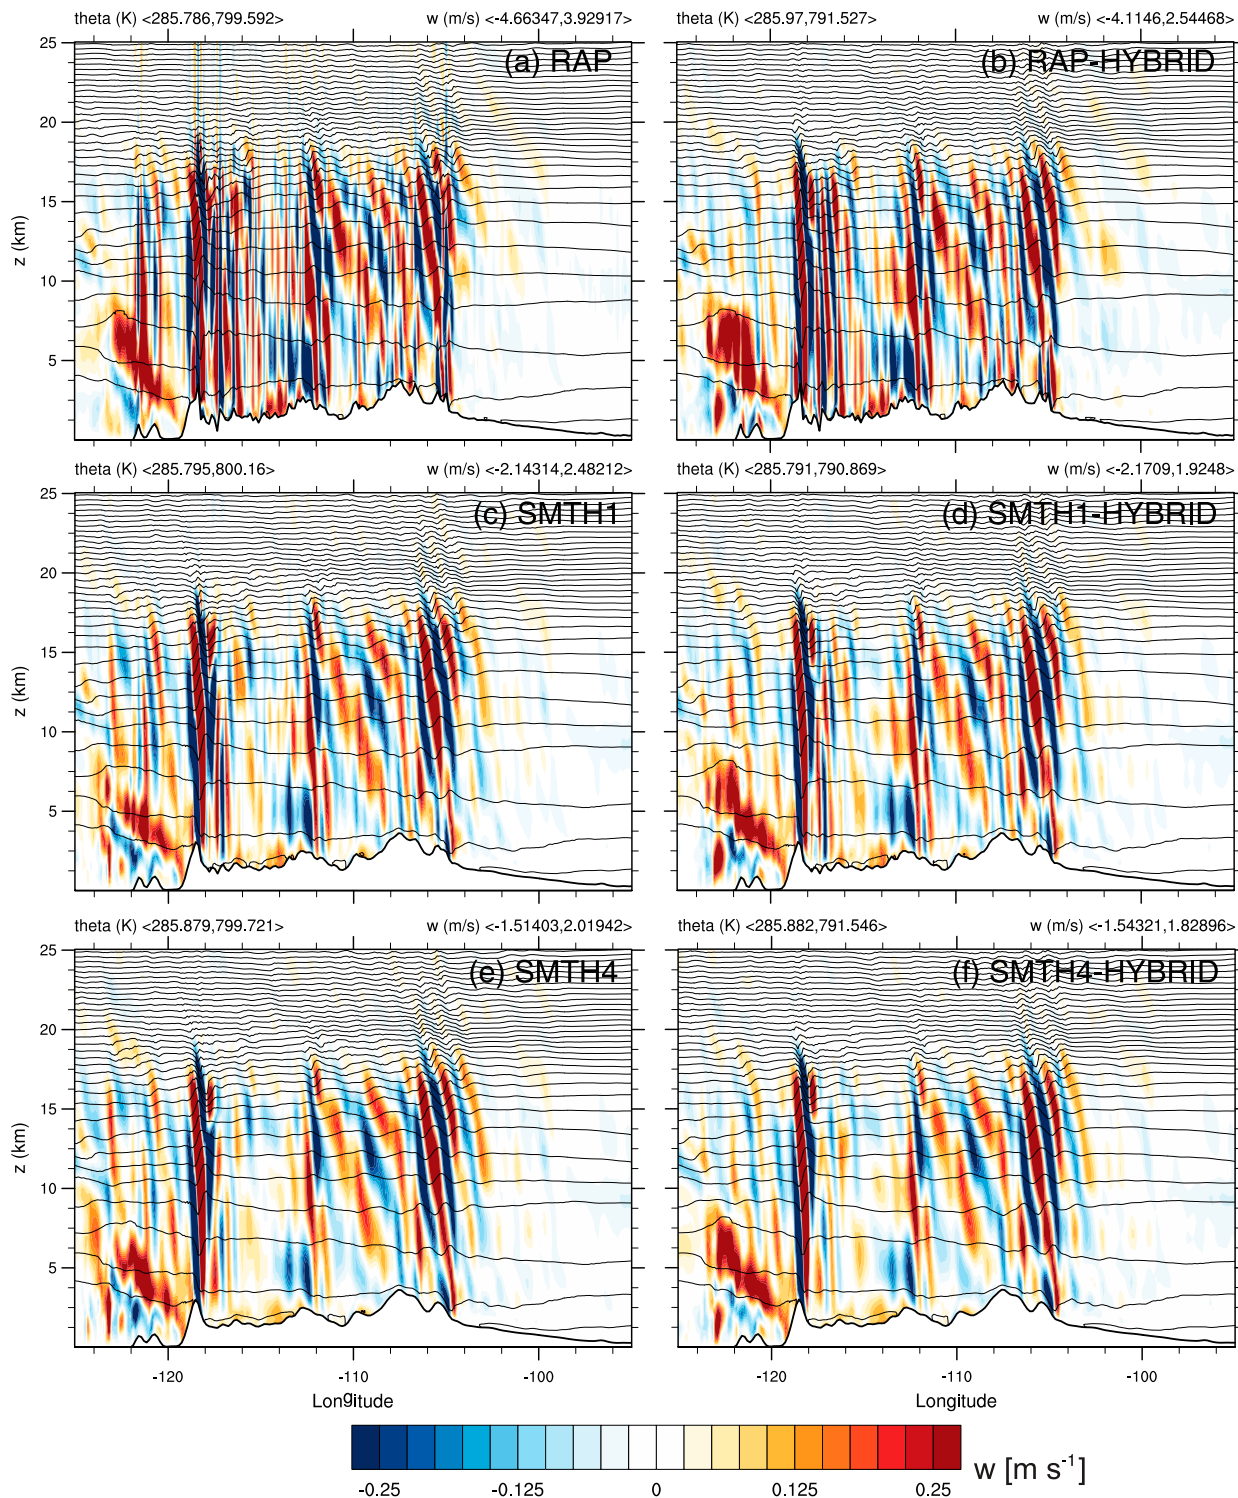 theta (K) <285.786,799.592> w (m/s) <-4.66347,3.92917>
theta (K) <285.97,791.527> w (m/s) <-4.1146,2.54468>
(a) RAP
(b) RAP-HYBRID
25
20
15
10
5
z (km)
theta (K) <285.795,800.16> w (m/s) <-2.14314,2.48212>
theta (K) <285.791,790.869> w (m/s) <-2.1709,1.9248>
(c) SMTH1
(d) SMTH1-HYBRID
25
20
15
10
5
z (km)
theta (K) <285.879,799.721> w (m/s) <-1.51403,2.01942>
theta (K) <285.882,791.546> w (m/s) <-1.54321,1.82896>
(e) SMTH4
(f) SMTH4-HYBRID
25
20
15
10
5
z (km)
-120 -110 -100
-120 -110 -100
Longitude
Longitude
-0.25 -0.125 0 0.125 0.25
w [m s⁻¹]